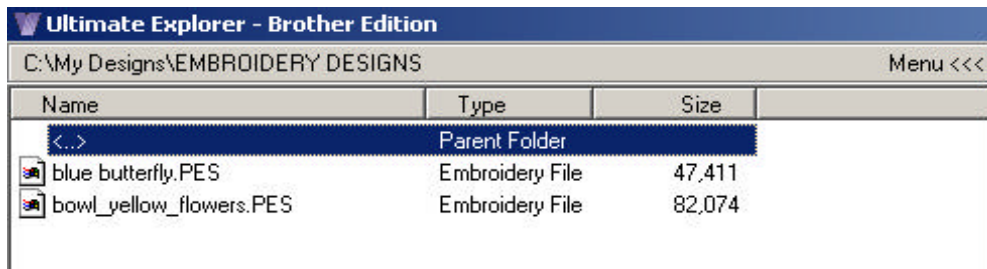 Ultimate Explorer - Brother Edition
C:\My Designs\EMBROIDERY DESIGNS Menu <<<
Name Type Size
<..> Parent Folder
blue butterfly.PES Embroidery File 47,411
bowl_yellow_flowers.PES Embroidery File 82,074